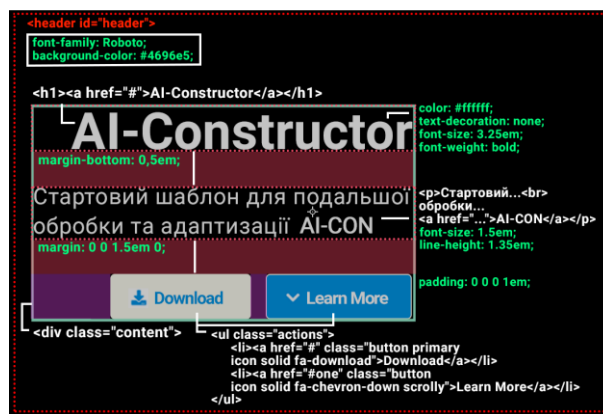 <header id="header">
font-family: Roboto;
background-color: #4696e5;
<h1><a href="#">AI-Constructor</a></h1>
AI-Constructor
color: #ffffff;
text-decoration: none;
font-size: 3.25em;
font-weight: bold;
margin-bottom: 0,5em;
Стартовий шаблон для подальшої
обробки та адаптизації AI-CON
<p>Стартовий...<br>
обробки...
<a href="...">AI-CON</a></p>
font-size: 1.5em;
line-height: 1.35em;
margin: 0 0 1.5em 0;
padding: 0 0 0 1em;
Download
Learn More
<div class="content">
<ul class="actions">
<li><a href="#" class="button primary
icon solid fa-download">Download</a></li>
<li><a href="#one" class="button
icon solid fa-chevron-down scrolly">Learn More</a></li>
</ul>